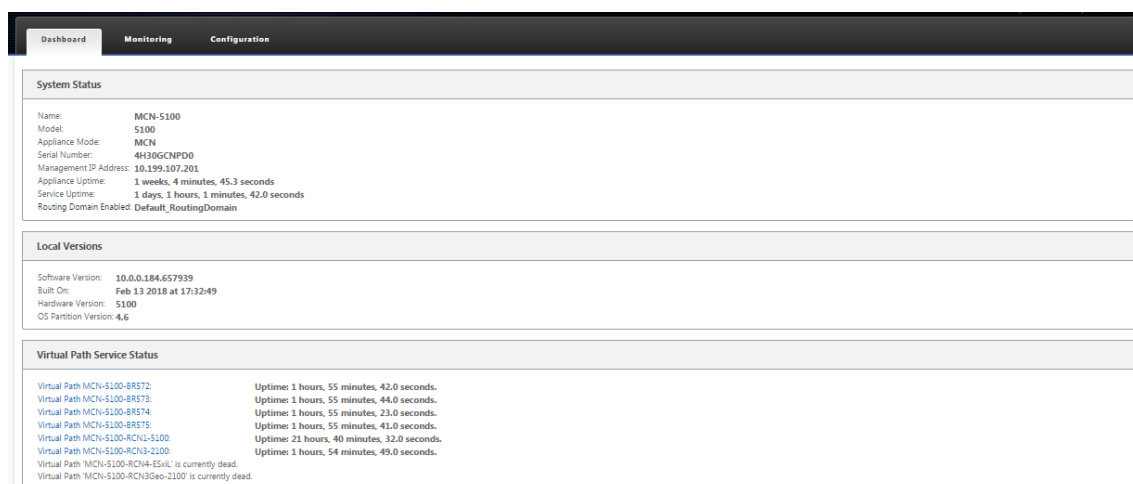 Dashboard Monitoring Configuration
System Status
Name: MCN-5100
Model: 5100
Appliance Mode: MCN
Serial Number: 4H30GCNPD0
Management IP Address: 10.199.107.201
Appliance Uptime: 1 weeks, 4 minutes, 45.3 seconds
Service Uptime: 1 days, 1 hours, 1 minutes, 42.0 seconds
Routing Domain Enabled: Default_RoutingDomain
Local Versions
Software Version: 10.0.0.184.657939
Built On: Feb 13 2018 at 17:32:49
Hardware Version: 5100
OS Partition Version: 4.6
Virtual Path Service Status
Virtual Path MCN-5100-BR572: Uptime: 1 hours, 55 minutes, 42.0 seconds.
Virtual Path MCN-5100-BR573: Uptime: 1 hours, 55 minutes, 44.0 seconds.
Virtual Path MCN-5100-BR574: Uptime: 1 hours, 55 minutes, 23.0 seconds.
Virtual Path MCN-5100-BR575: Uptime: 1 hours, 55 minutes, 41.0 seconds.
Virtual Path MCN-5100-RCN1-5100: Uptime: 21 hours, 40 minutes, 32.0 seconds.
Virtual Path MCN-5100-RCN3-2100: Uptime: 1 hours, 54 minutes, 49.0 seconds.
Virtual Path 'MCN-5100-RCN4-ESxiL' is currently dead.
Virtual Path 'MCN-5100-RCN3Geo-2100' is currently dead.